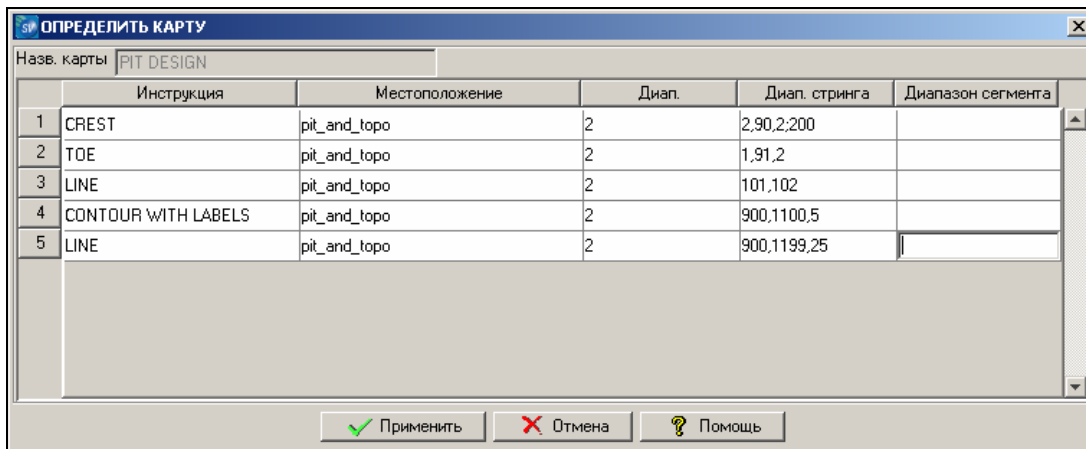 ОПРЕДЕЛИТЬ КАРТУ
Назв. карты PIT DESIGN
Инструкция Местоположение Диап. Диап. стринга Диапазон сегмента
1 CREST pit_and_topo 2 2,90,2;200
2 TOE pit_and_topo 2 1,91,2
3 LINE pit_and_topo 2 101,102
4 CONTOUR WITH LABELS pit_and_topo 2 900,1100,5
5 LINE pit_and_topo 2 900,1199,25
Применить Отмена Помощь